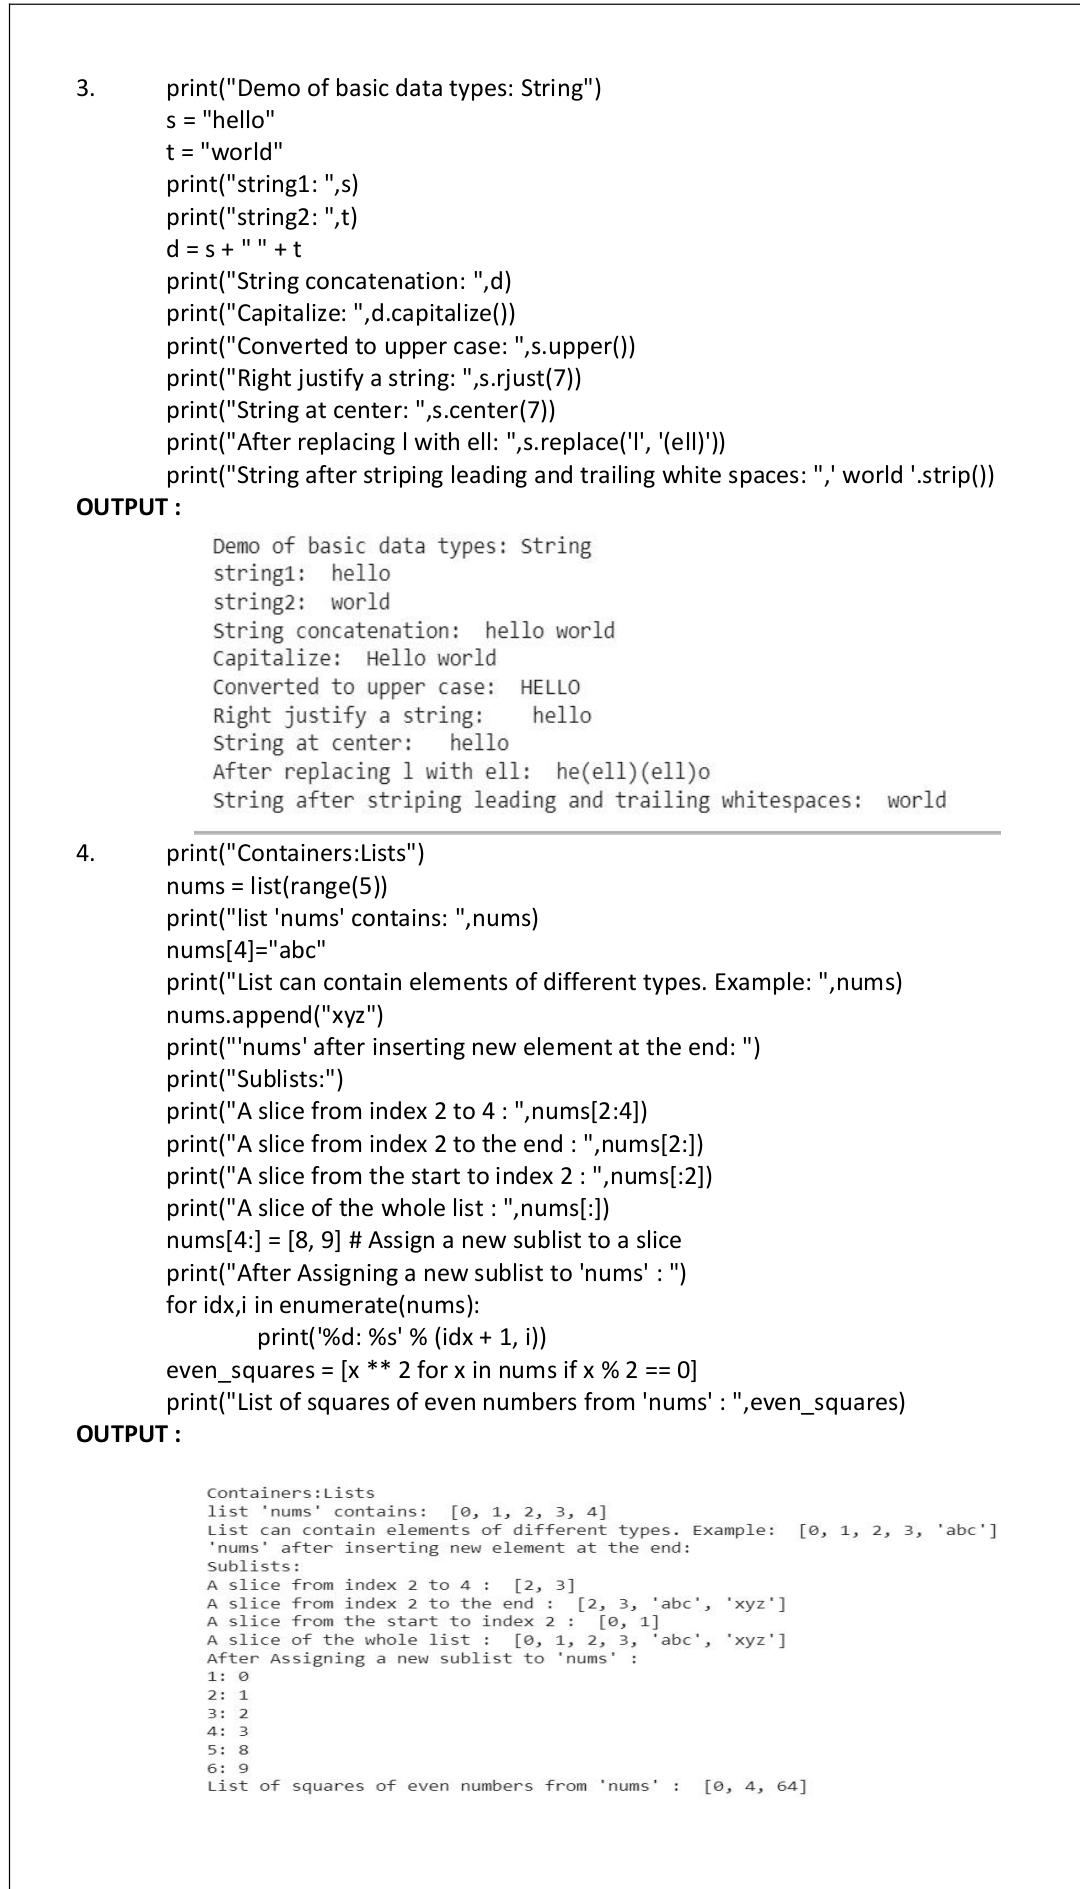 3. print("Demo of basic data types: String")
s = "hello"
t = "world"
print("string1: ",s)
print("string2: ",t)
d = s + " " + t
print("String concatenation: ",d)
print("Capitalize: ",d.capitalize())
print("Converted to upper case: ",s.upper())
print("Right justify a string: ",s.rjust(7))
print("String at center: ",s.center(7))
print("After replacing l with ell: ",s.replace('l', '(ell)'))
print("String after striping leading and trailing white spaces: ",' world '.strip())
OUTPUT :
Demo of basic data types: String
string1:  hello
string2:  world
String concatenation:  hello world
Capitalize:  Hello world
Converted to upper case:  HELLO
Right justify a string:    hello
String at center:   hello
After replacing l with ell:  he(ell)(ell)o
String after striping leading and trailing whitespaces:  world
4. print("Containers:Lists")
nums = list(range(5))
print("list 'nums' contains: ",nums)
nums[4]="abc"
print("List can contain elements of different types. Example: ",nums)
nums.append("xyz")
print("'nums' after inserting new element at the end: ")
print("Sublists:")
print("A slice from index 2 to 4 : ",nums[2:4])
print("A slice from index 2 to the end : ",nums[2:])
print("A slice from the start to index 2 : ",nums[:2])
print("A slice of the whole list : ",nums[:])
nums[4:] = [8, 9] # Assign a new sublist to a slice
print("After Assigning a new sublist to 'nums' : ")
for idx,i in enumerate(nums):
print('%d: %s' % (idx + 1, i))
even_squares = [x ** 2 for x in nums if x % 2 == 0]
print("List of squares of even numbers from 'nums' : ",even_squares)
OUTPUT :
Containers:Lists
list 'nums' contains:  [0, 1, 2, 3, 4]
List can contain elements of different types. Example:  [0, 1, 2, 3, 'abc']
'nums' after inserting new element at the end:
Sublists:
A slice from index 2 to 4 :  [2, 3]
A slice from index 2 to the end :  [2, 3, 'abc', 'xyz']
A slice from the start to index 2 :  [0, 1]
A slice of the whole list :  [0, 1, 2, 3, 'abc', 'xyz']
After Assigning a new sublist to 'nums' :
1: 0
2: 1
3: 2
4: 3
5: 8
6: 9
List of squares of even numbers from 'nums' :  [0, 4, 64]